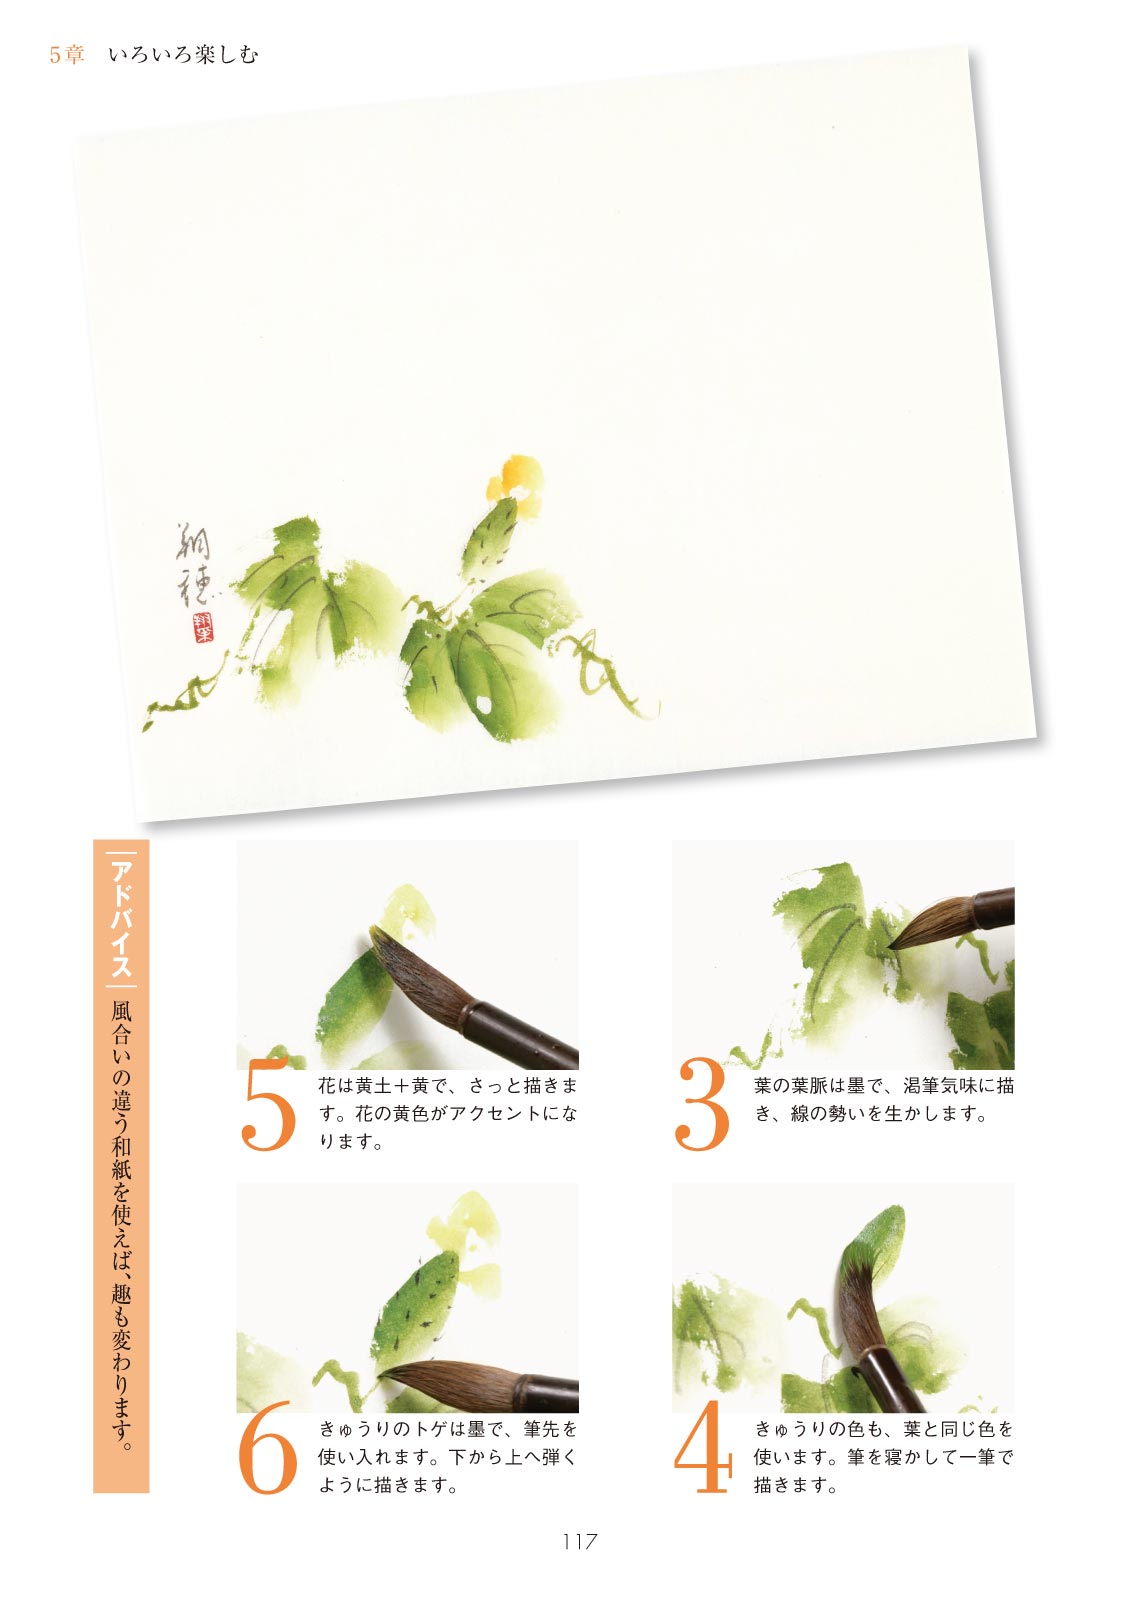 5章 いろいろ楽しむ
翔
穂
3
葉の葉脈は墨で、渇筆気味に描
き、線の勢いを生かします。
4
きゅうりの色も、葉と同じ色を
使います。筆を寝かして一筆で
描きます。
5
花は黄土＋黄で、さっと描きま
す。花の黄色がアクセントにな
ります。
6
きゅうりのトゲは墨で、筆先を
使い入れます。下から上へ弾く
ように描きます。
アドバイス 風合いの違う和紙を使えば、趣も変わります。
117